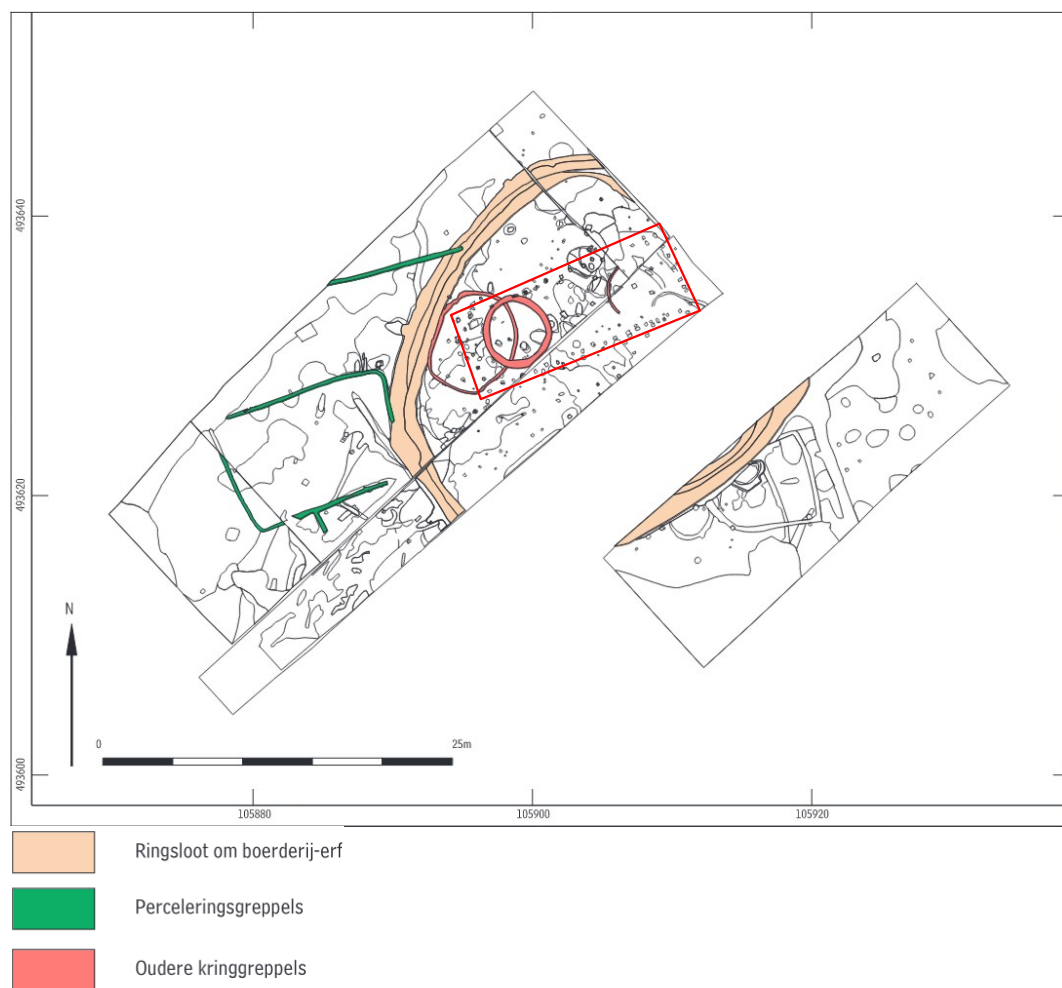 493640
493620
N
0 25m
493600
105880 105900 105920
Ringsloot om boerderij-erf
Perceleringsgreppels
Oudere kringgreppels